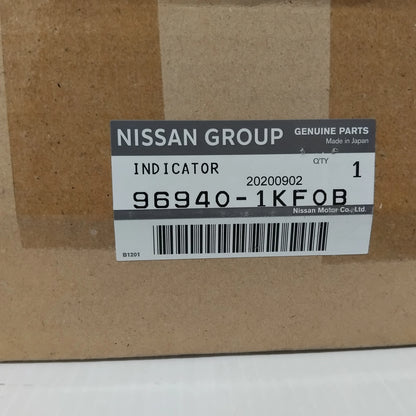 NISSAN GROUP GENUINE PARTS
Made in Japan
INDICATOR Q'TY 1
20200902
96940-1KF0B
Nissan Motor Co., Ltd.
B1201